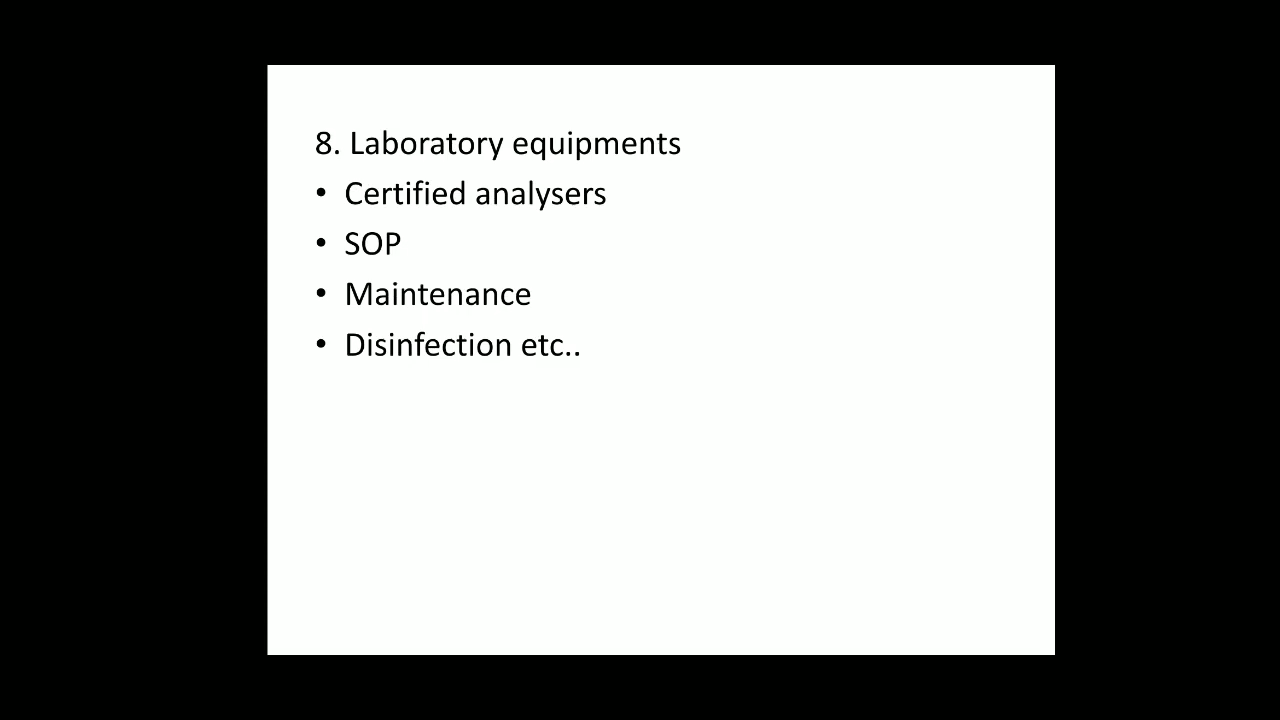 8. Laboratory equipments
• Certified analysers
• SOP
• Maintenance
• Disinfection etc..